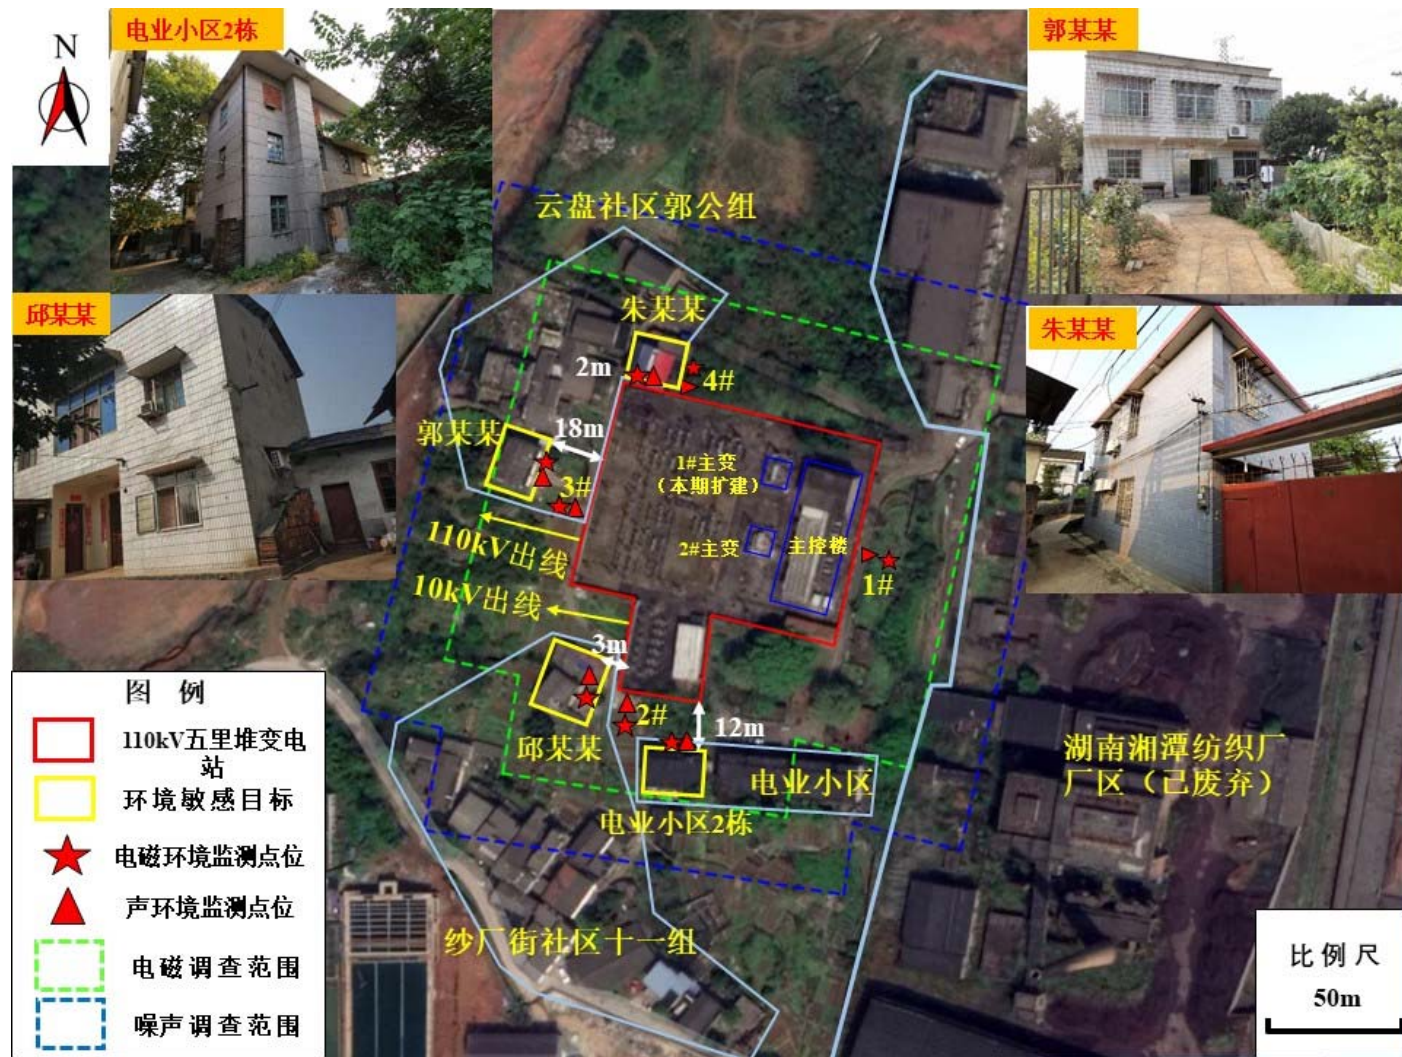 电业小区2栋
郭某某
N
云盘社区郭公组
邱某某
朱某某
朱某某
2m
4#
18m
郭某某
3#
1#主变
（本期扩建）
2#主变
主控楼
1#
110kV出线
10kV出线
3m
2#
12m
邱某某
电业小区
电业小区2栋
湖南湘潭纺织厂
厂区（已废弃）
纱厂街社区十一组
图 例
110kV五里堆变电
站
环境敏感目标
电磁环境监测点位
声环境监测点位
电磁调查范围
噪声调查范围
比例尺
50m